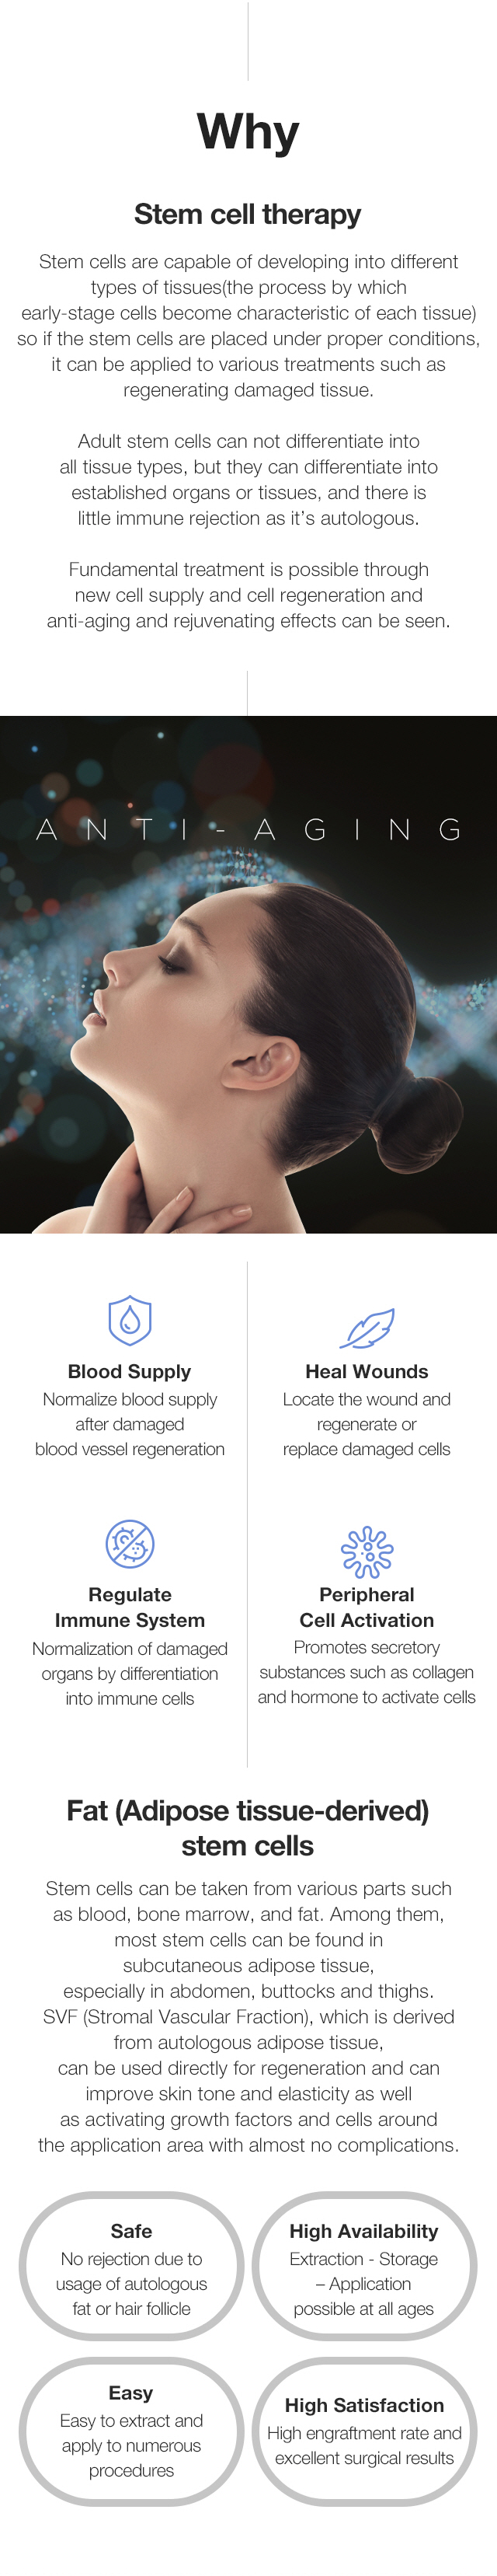 Why
Stem cell therapy
Stem cells are capable of developing into different
types of tissues(the process by which
early-stage cells become characteristic of each tissue)
so if the stem cells are placed under proper conditions,
it can be applied to various treatments such as
regenerating damaged tissue.
Adult stem cells can not differentiate into
all tissue types, but they can differentiate into
established organs or tissues, and there is
little immune rejection as it’s autologous.
Fundamental treatment is possible through
new cell supply and cell regeneration and
anti-aging and rejuvenating effects can be seen.
ANTI-AGING
Blood Supply
Normalize blood supply
after damaged
blood vessel regeneration
Heal Wounds
Locate the wound and
regenerate or
replace damaged cells
Regulate
Immune System
Normalization of damaged
organs by differentiation
into immune cells
Peripheral
Cell Activation
Promotes secretory
substances such as collagen
and hormone to activate cells
Fat (Adipose tissue-derived)
stem cells
Stem cells can be taken from various parts such
as blood, bone marrow, and fat. Among them,
most stem cells can be found in
subcutaneous adipose tissue,
especially in abdomen, buttocks and thighs.
SVF (Stromal Vascular Fraction), which is derived
from autologous adipose tissue,
can be used directly for regeneration and can
improve skin tone and elasticity as well
as activating growth factors and cells around
the application area with almost no complications.
Safe
No rejection due to
usage of autologous
fat or hair follicle
High Availability
Extraction - Storage
– Application
possible at all ages
Easy
Easy to extract and
apply to numerous
procedures
High Satisfaction
High engraftment rate and
excellent surgical results